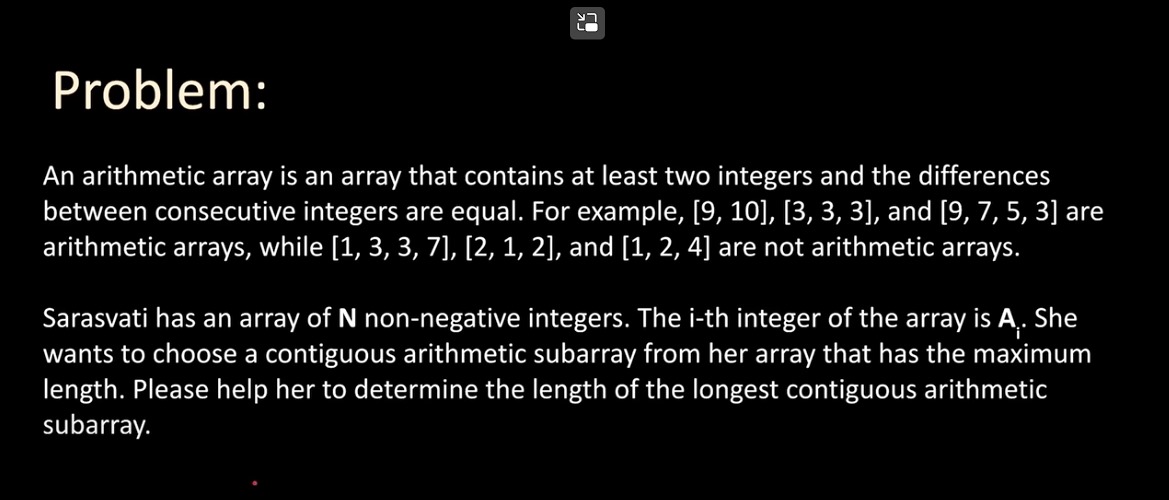 Problem:
An arithmetic array is an array that contains at least two integers and the differences
between consecutive integers are equal. For example, [9, 10], [3, 3, 3], and [9, 7, 5, 3] are
arithmetic arrays, while [1, 3, 3, 7], [2, 1, 2], and [1, 2, 4] are not arithmetic arrays.
Sarasvati has an array of N non-negative integers. The i-th integer of the array is Ai. She
wants to choose a contiguous arithmetic subarray from her array that has the maximum
length. Please help her to determine the length of the longest contiguous arithmetic
subarray.